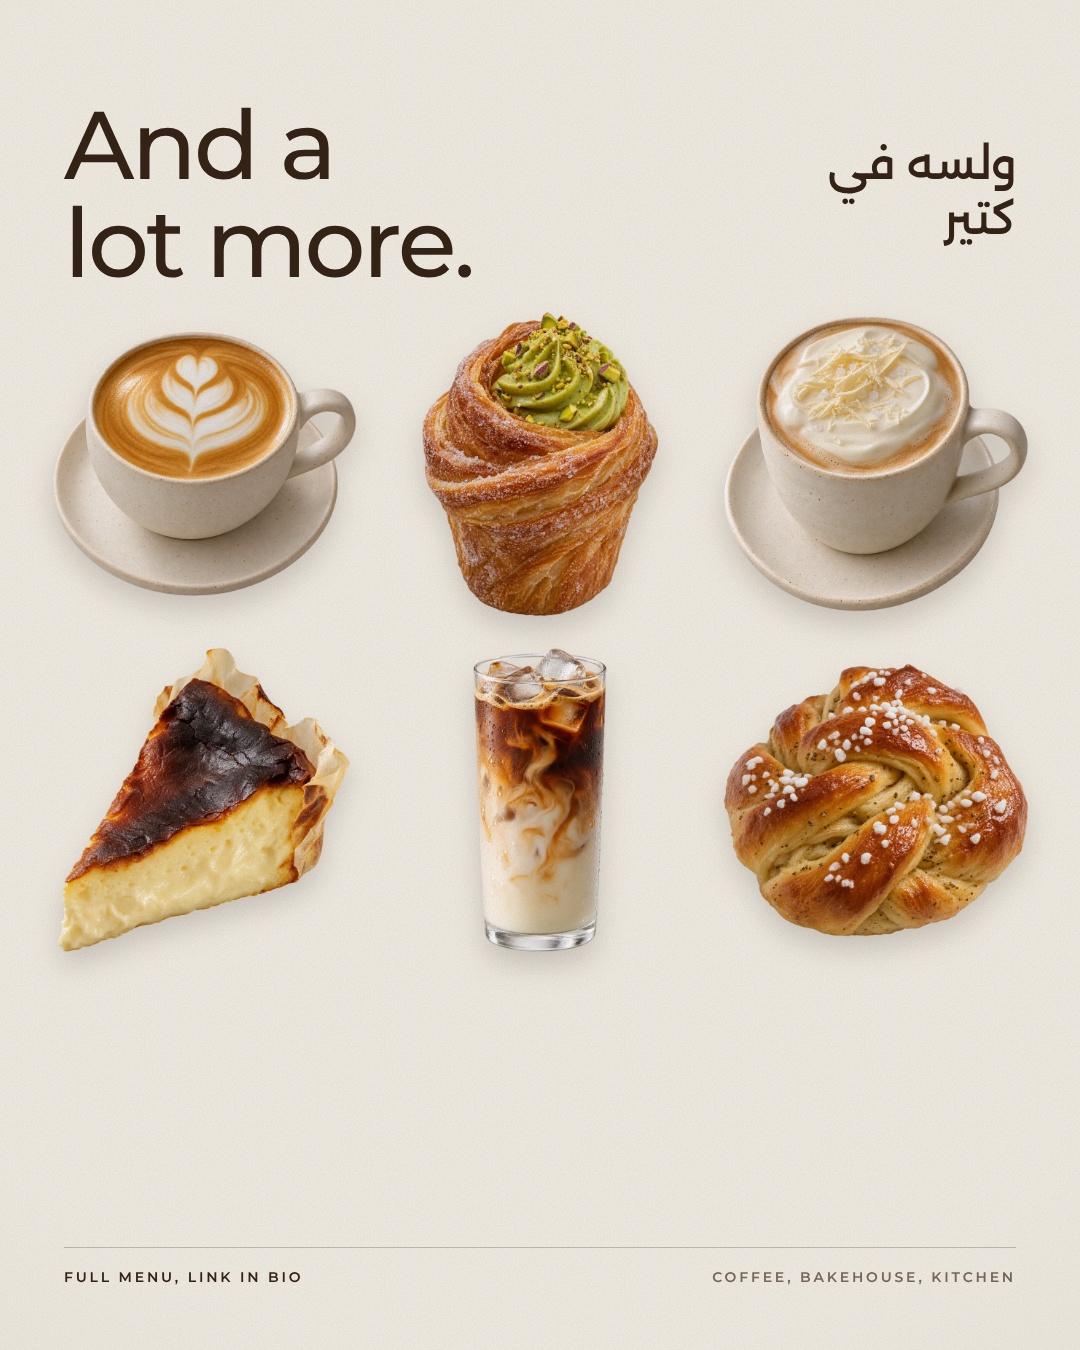 And a
lot more.
ولسه في
كتير
FULL MENU, LINK IN BIO
COFFEE, BAKEHOUSE, KITCHEN